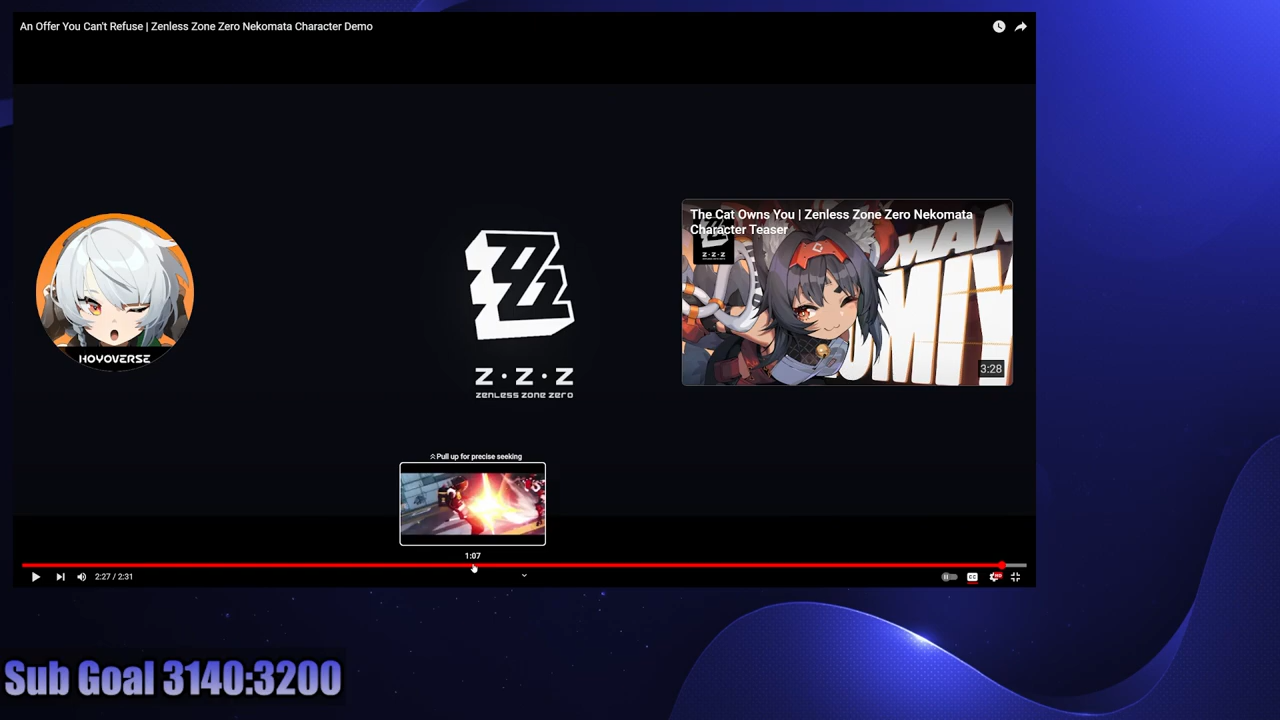 An Offer You Can't Refuse | Zenless Zone Zero Nekomata Character Demo
HOYOVERSE
Z·Z·Z
ZENLESS ZONE ZERO
The Cat Owns You | Zenless Zone Zero Nekomata
Character Teaser
Z·Z·Z
3:28
Pull up for precise seeking
1:07
2:27 / 2:31
CC
HD
Sub Goal 3140:3200